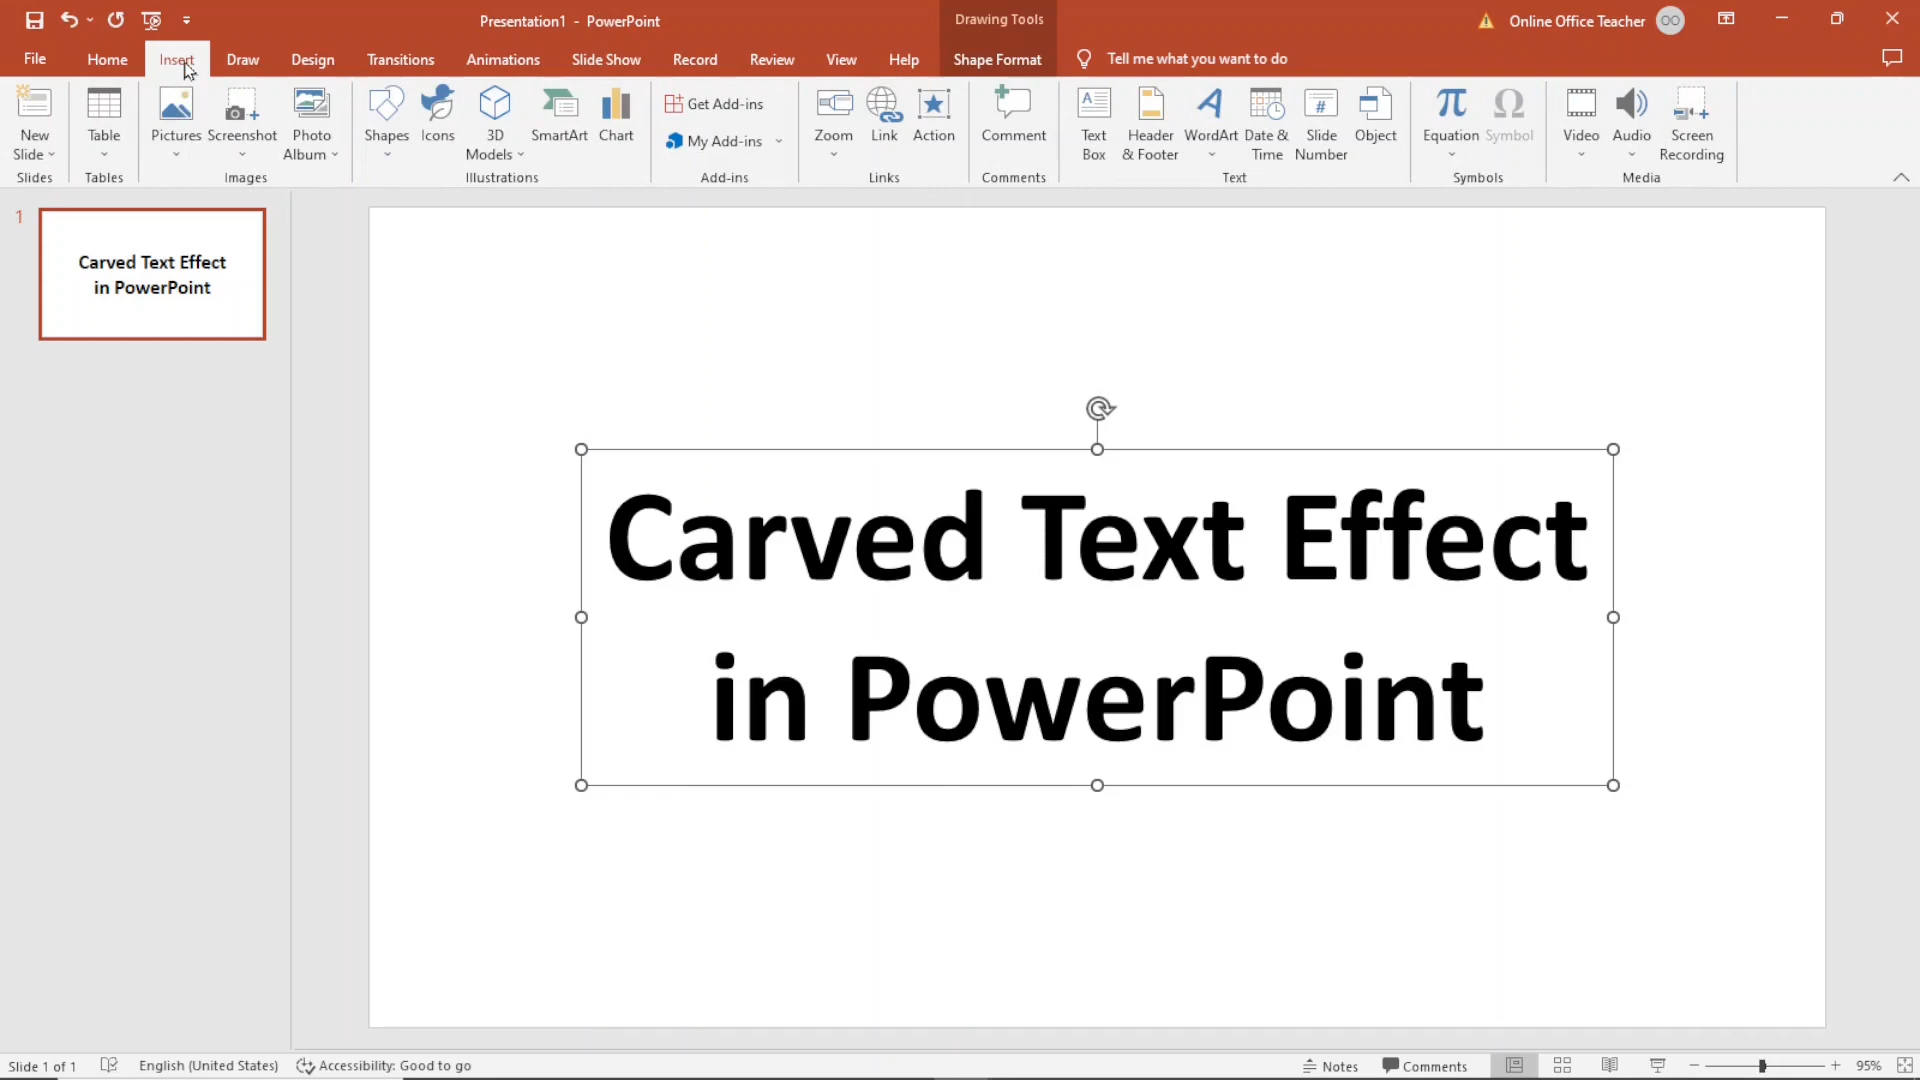 Presentation1 - PowerPoint
Drawing Tools
Online Office Teacher
OO
File Home Insert Draw Design Transitions Animations Slide Show Record Review View Help Shape Format Tell me what you want to do
New Slide
Table
Pictures
Screenshot
Photo Album
Shapes
Icons
3D Models
SmartArt
Chart
Get Add-ins
My Add-ins
Zoom
Link
Action
Comment
A
Text Box
Header & Footer
A
WordArt
Date & Time
#
Slide Number
Object
π
Equation
Ω
Symbol
Video
Audio
Screen Recording
Slides Tables Images Illustrations Add-ins Links Comments Text Symbols Media
1
Carved Text Effect
in PowerPoint
Carved Text Effect
in PowerPoint
Slide 1 of 1 English (United States) Accessibility: Good to go Notes Comments 95%